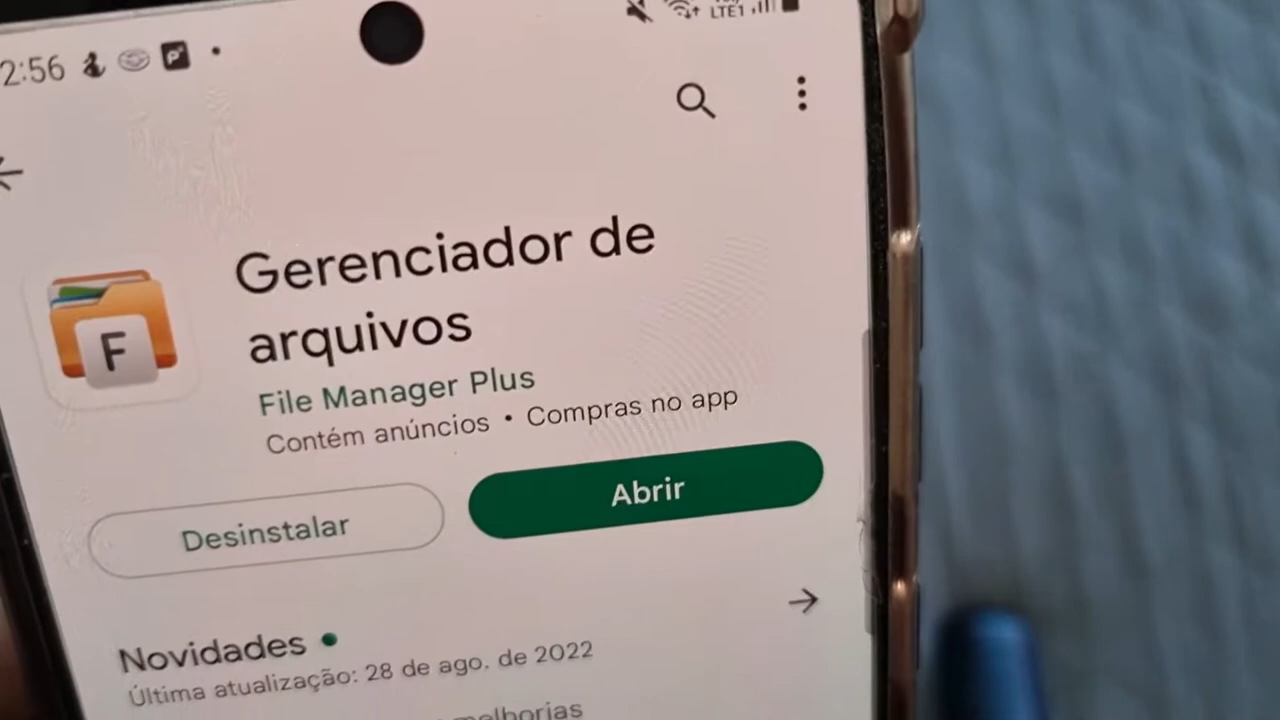 2:56
LTE1
Gerenciador de
arquivos
F
File Manager Plus
Contém anúncios • Compras no app
Desinstalar
Abrir
Novidades
Última atualização: 28 de ago. de 2022
melhorias